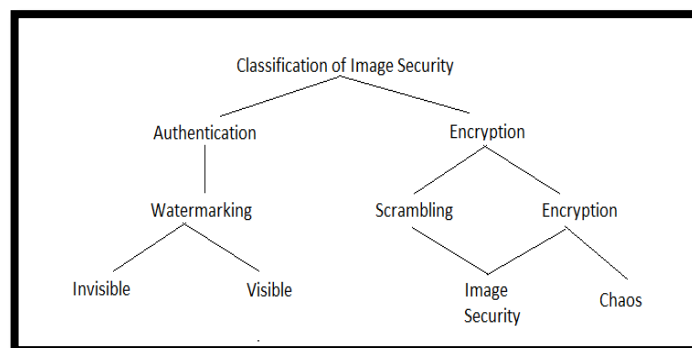 Classification of Image Security
Authentication
Encryption
Watermarking
Scrambling
Encryption
Invisible
Visible
Image
Security
Chaos